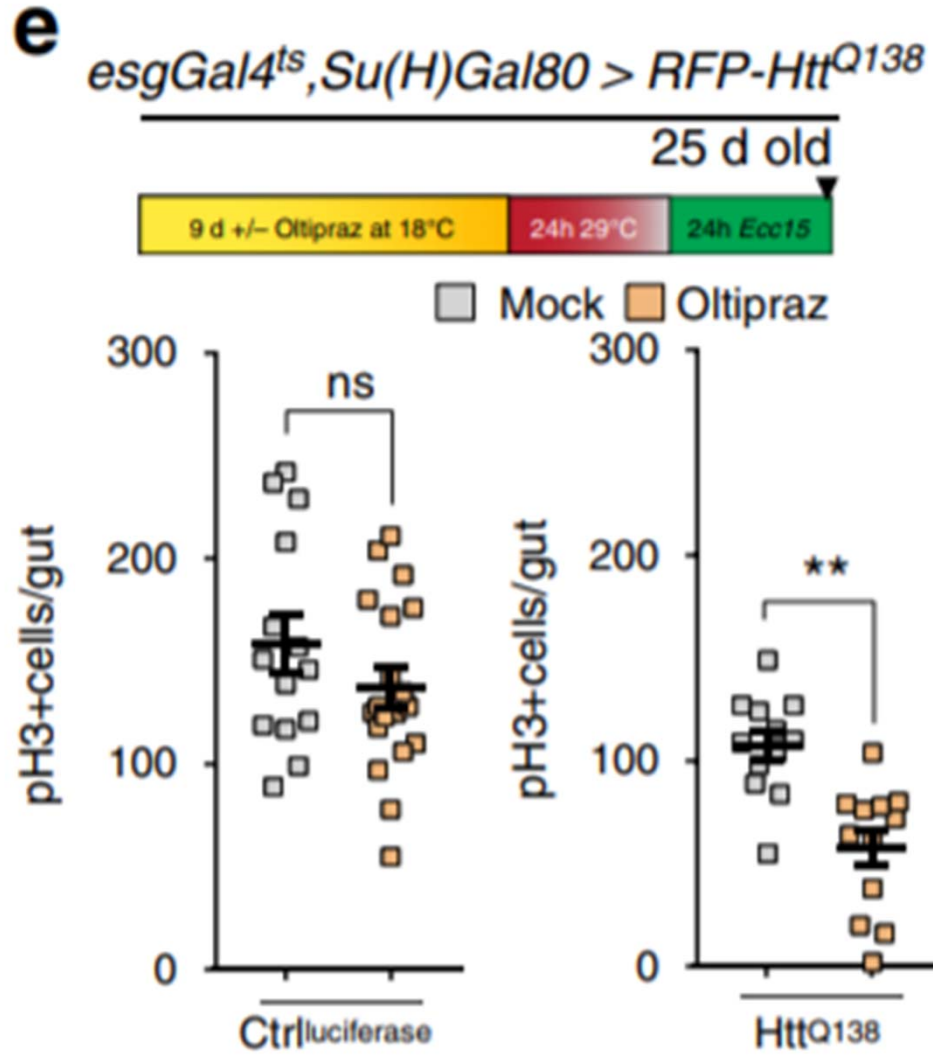 e
esgGal4ts,Su(H)Gal80 > RFP-HttQ138
25 d old
9 d +/– Oltipraz at 18°C 24h 29°C 24h Ecc15
Mock Oltipraz
300
ns
200
100
0
pH3+cells/gut
Ctrlluciferase
300
**
200
100
0
pH3+cells/gut
HttQ138